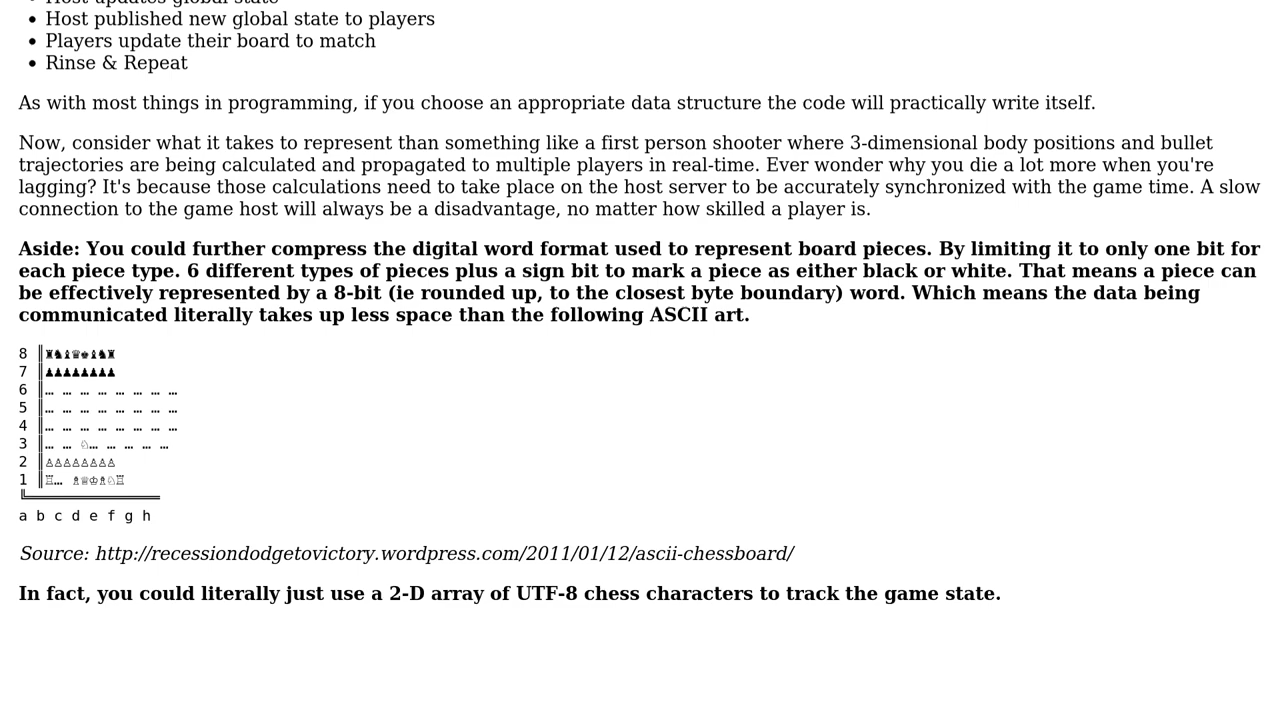 Host updates global state
• Host published new global state to players
• Players update their board to match
• Rinse & Repeat
As with most things in programming, if you choose an appropriate data structure the code will practically write itself.
Now, consider what it takes to represent than something like a first person shooter where 3-dimensional body positions and bullet
trajectories are being calculated and propagated to multiple players in real-time. Ever wonder why you die a lot more when you're
lagging? It's because those calculations need to take place on the host server to be accurately synchronized with the game time. A slow
connection to the game host will always be a disadvantage, no matter how skilled a player is.
Aside: You could further compress the digital word format used to represent board pieces. By limiting it to only one bit for
each piece type. 6 different types of pieces plus a sign bit to mark a piece as either black or white. That means a piece can
be effectively represented by a 8-bit (ie rounded up, to the closest byte boundary) word. Which means the data being
communicated literally takes up less space than the following ASCII art.
8 ║♜♞♝♛♚♝♞♜
7 ║♟♟♟♟♟♟♟♟
6 ║… … … … … … … …
5 ║… … … … … … … …
4 ║… … … … … … … …
3 ║… … ♘… … … … …
2 ║♙♙♙♙♙♙♙♙
1 ║♖… ♗♕♔♗♘♖
╚═══════════════
a b c d e f g h
Source: http://recessiondodgetovictory.wordpress.com/2011/01/12/ascii-chessboard/
In fact, you could literally just use a 2-D array of UTF-8 chess characters to track the game state.